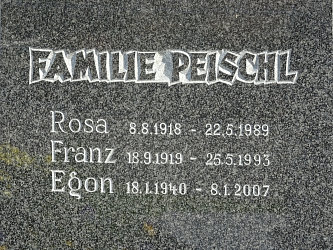 FAMILIE PEISCHL
Rosa 8.8.1918 - 22.5.1989
Franz 18.9.1919 - 25.5.1993
Egon 18.1.1940 - 8.1.2007